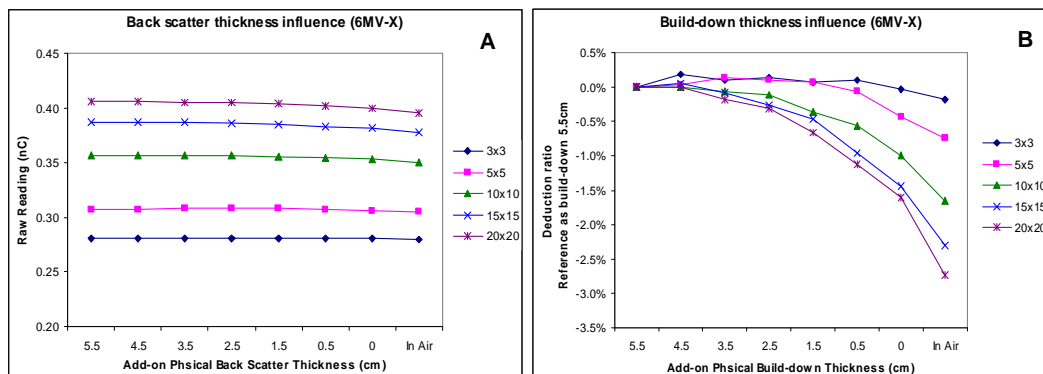 Back scatter thickness influence (6MV-X)
A
0.45
0.40
0.35
0.30
0.25
0.20
Raw Reading (nC)
5.5 4.5 3.5 2.5 1.5 0.5 0 In Air
Add-on Phsical Back Scatter Thickness (cm)
3x3
5x5
10x10
15x15
20x20
Build-down thickness influence (6MV-X)
B
0.5%
0.0%
-0.5%
-1.0%
-1.5%
-2.0%
-2.5%
-3.0%
-3.5%
Deduction ratio
Reference as build-down 5.5cm
5.5 4.5 3.5 2.5 1.5 0.5 0 In Air
Add-on Phsical Build-down Thickness (cm)
3x3
5x5
10x10
15x15
20x20